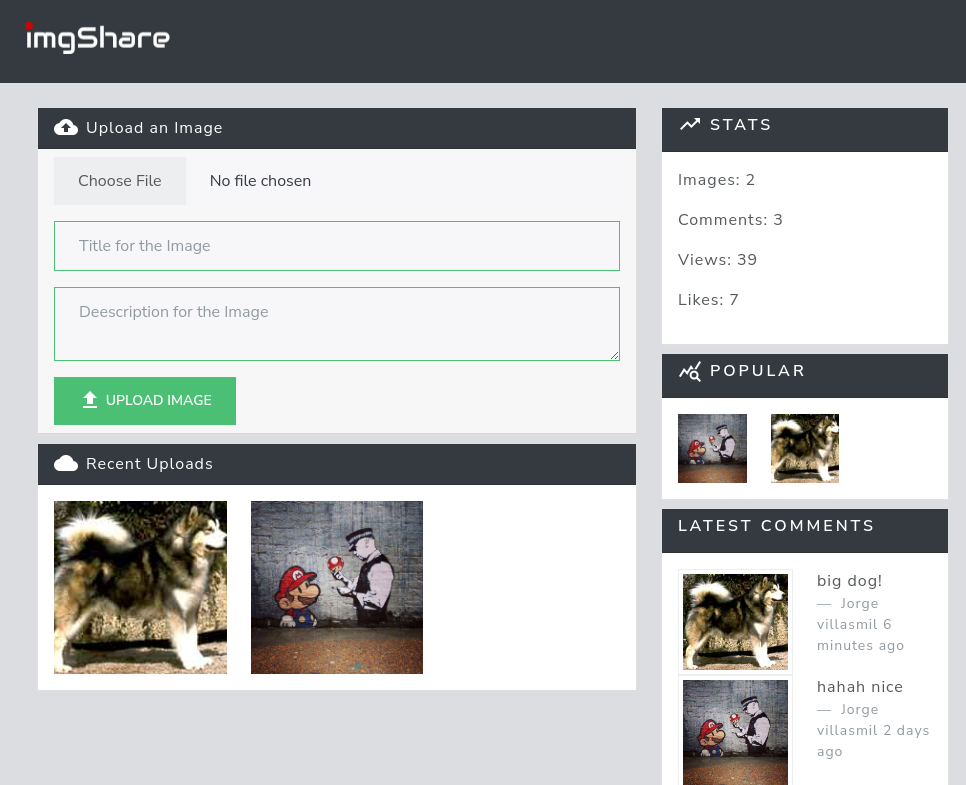 imgShare
Upload an Image
Choose File No file chosen
Title for the Image
Deescription for the Image
UPLOAD IMAGE
Recent Uploads
STATS
Images: 2
Comments: 3
Views: 39
Likes: 7
POPULAR
LATEST COMMENTS
big dog!
— Jorge
villasmil 6
minutes ago
hahah nice
— Jorge
villasmil 2 days
ago